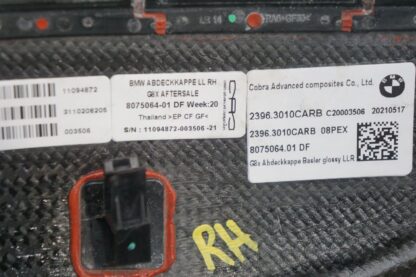 11094872
3110206205
003506
BMW ABDECKKAPPE LL RH
G8X AFTERSALE
8075064-01 DF Week:20
Thailand >EP CF GF<
S/N : 11094872-003506 -21
Cobra Advanced composites Co., Ltd.
2396.3010CARB C20003506 20210517
2396.3010CARB 08PEX
8075064.01 DF
G8x Abdeckkappe Basler glossy LLR
RH